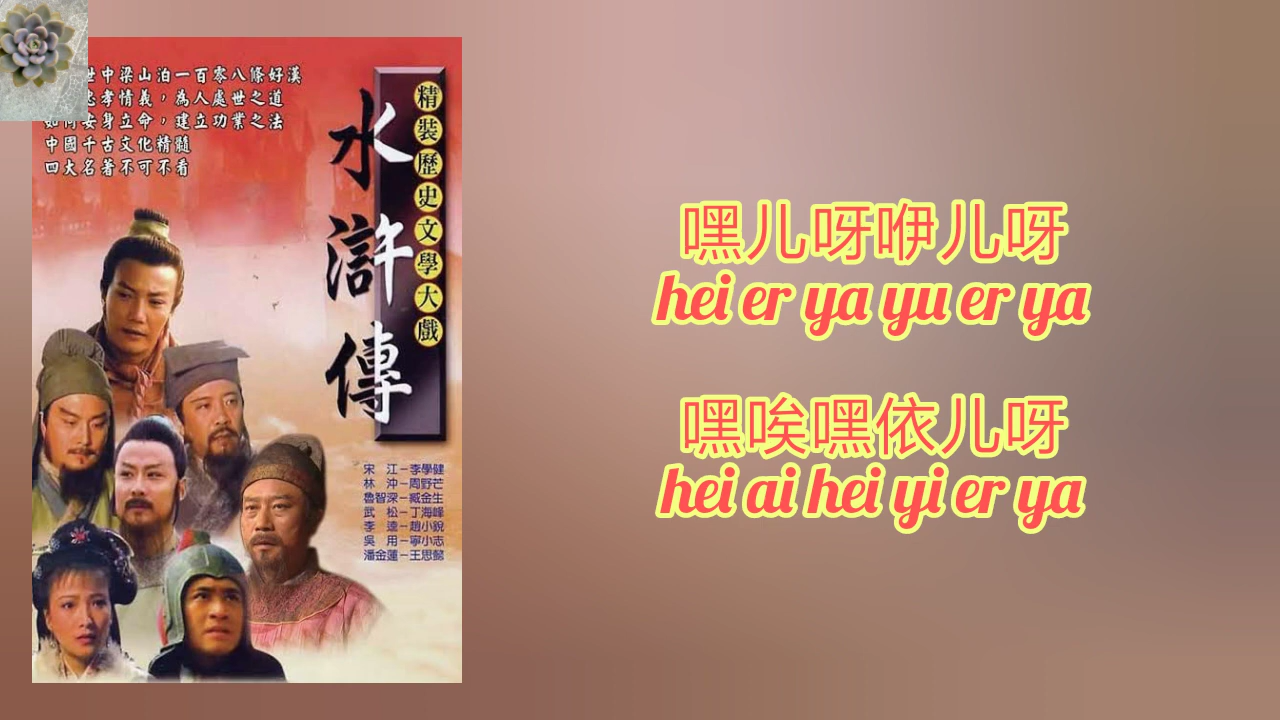 世中梁山泊一百零八條好漢
忠孝情義，為人處世之道
如何安身立命，建立功業之法
中國千古文化精髓
四大名著不可不看
精裝歷史文學大戲
水滸傳
宋 江－李學健
林 沖－周野芒
魯智深－臧金生
武 松－丁海峰
李 逵－趙小銳
吳 用－寧小志
潘金蓮－王思懿
嘿儿呀咿儿呀
hei er ya yu er ya
嘿唉嘿依儿呀
hei ai hei yi er ya